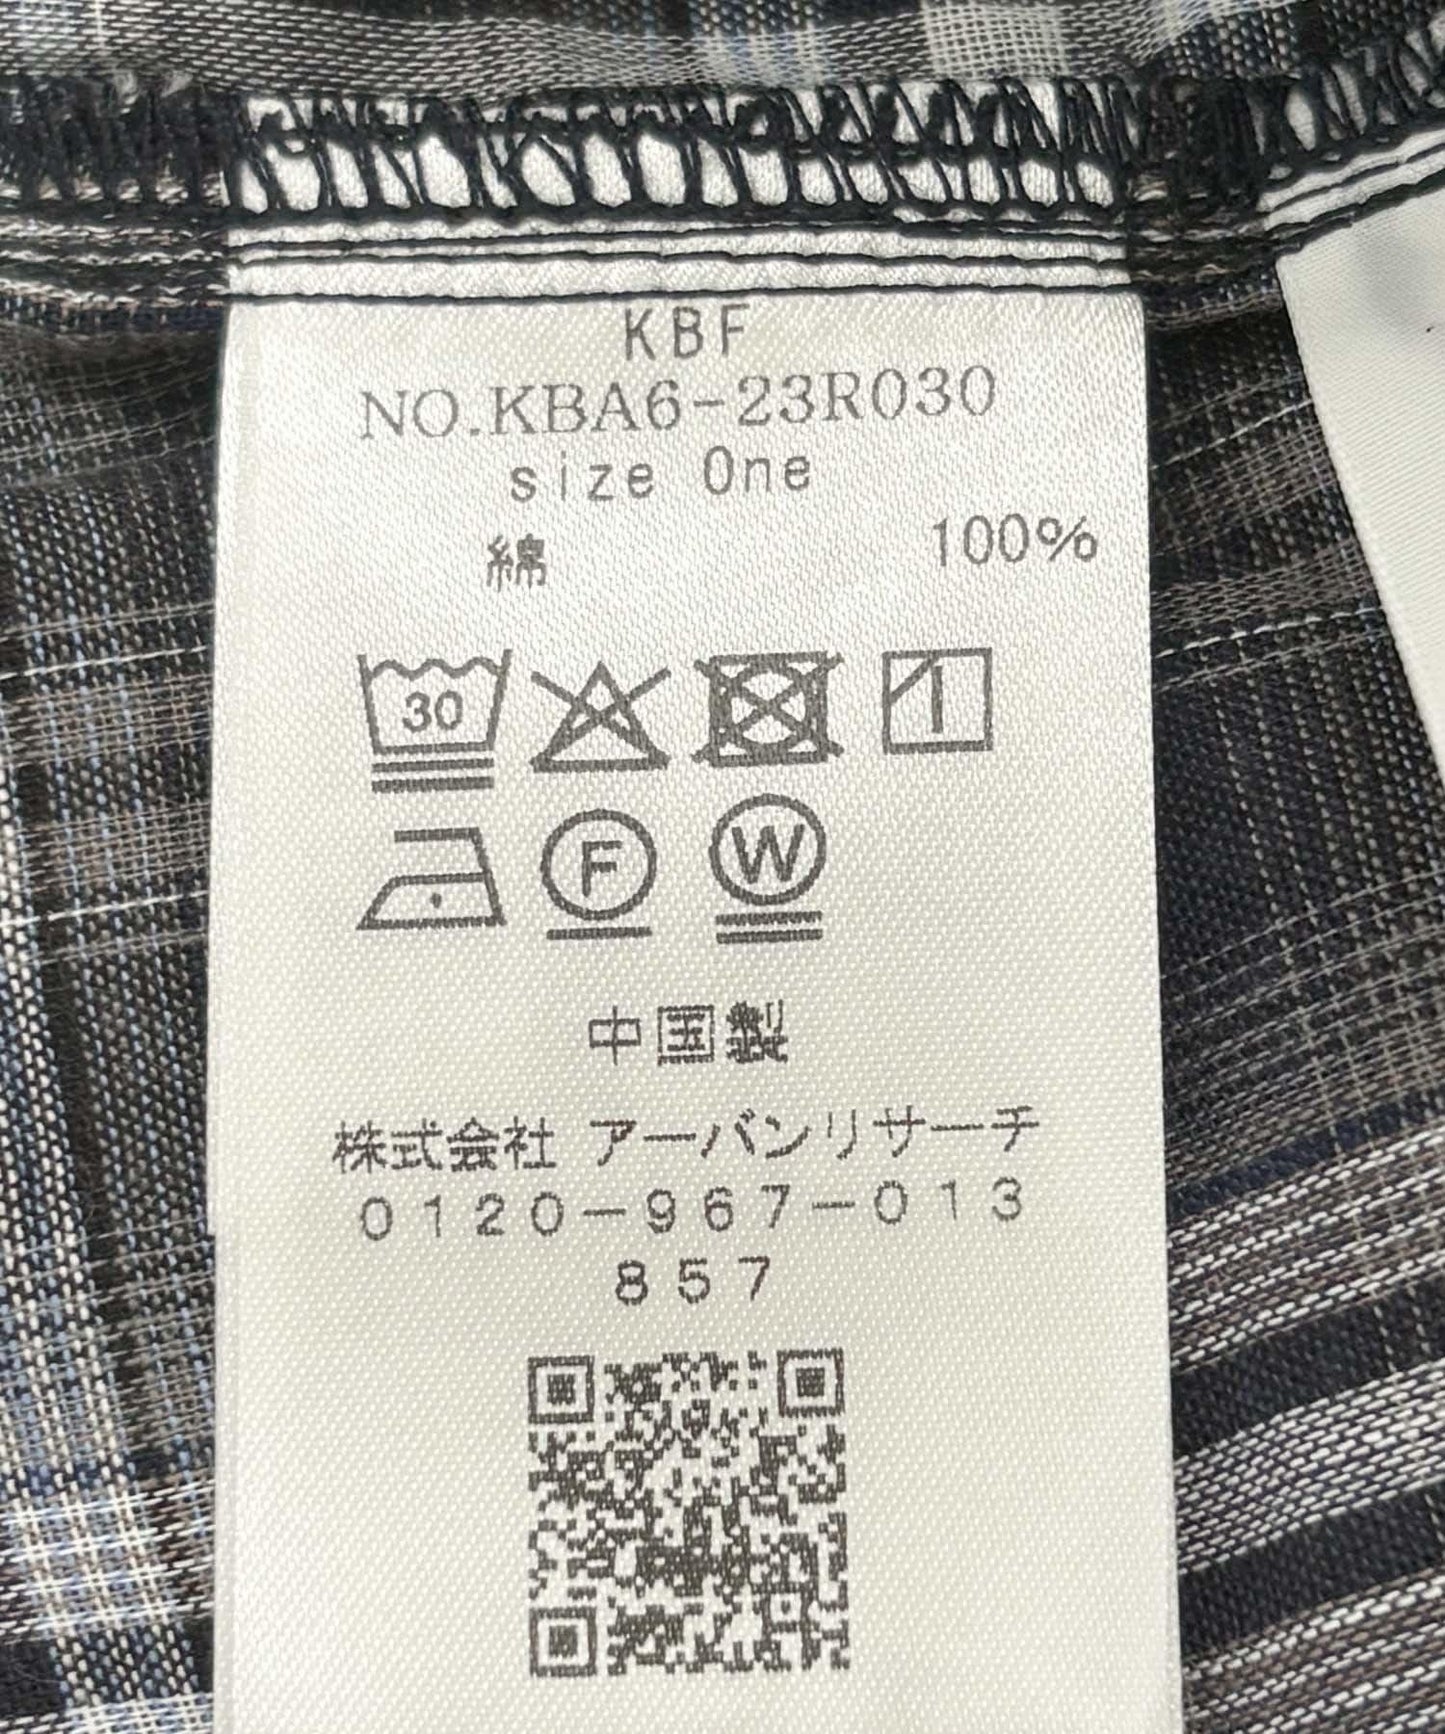 KBF
NO.KBA6-23R030
size One
綿 100%
30
F W
中国製
株式会社 アーバンリサーチ
0120-967-013
857